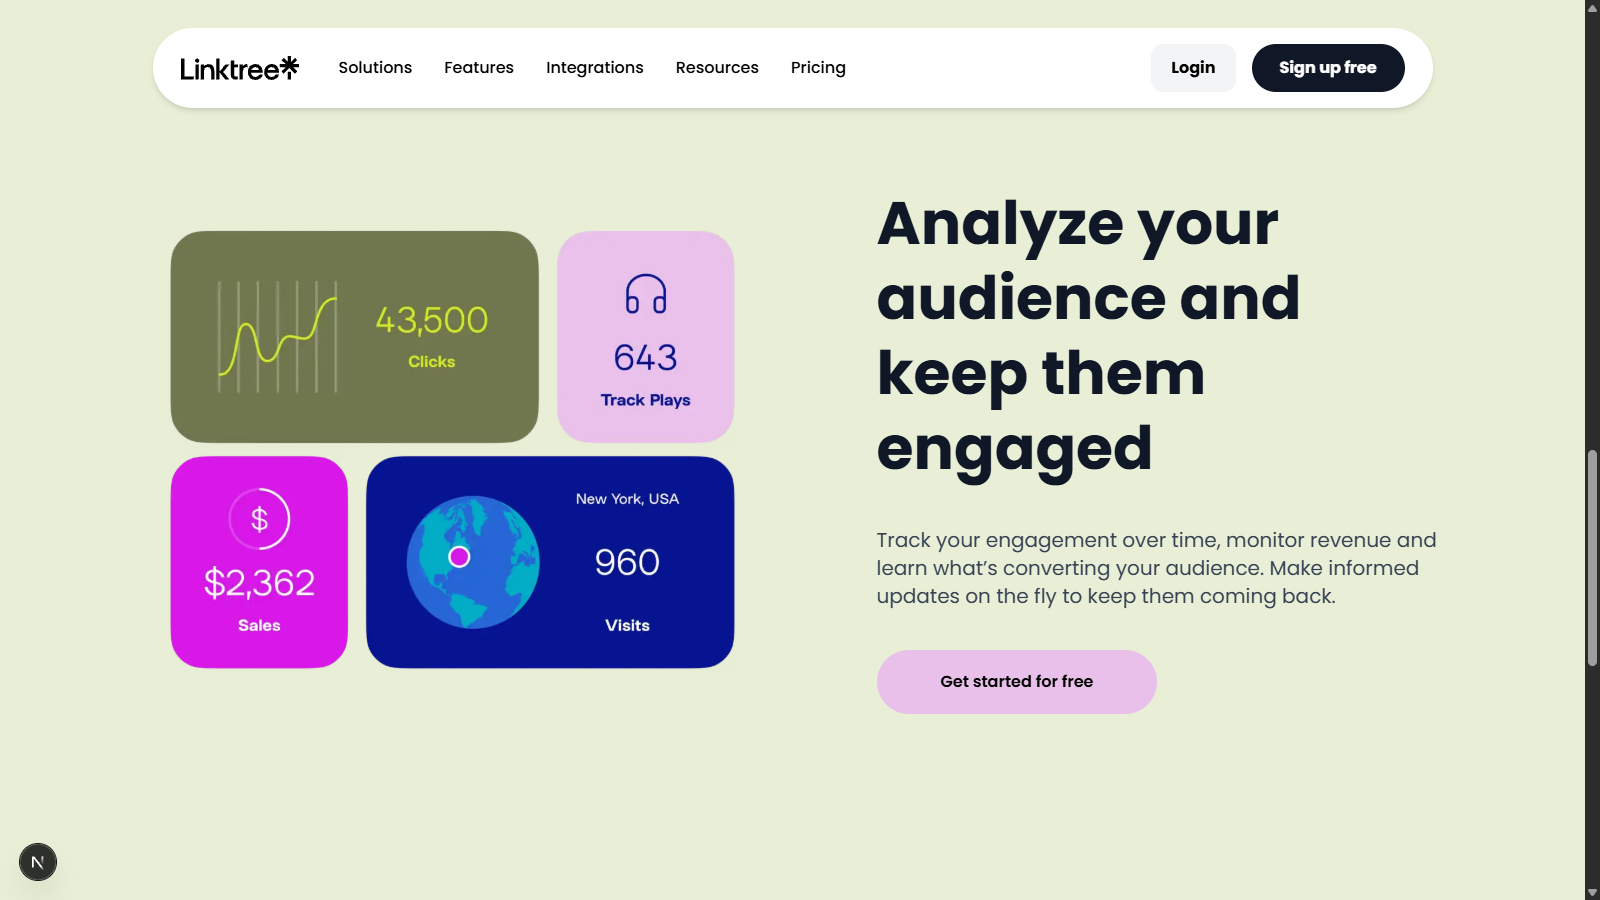 Linktree
Solutions
Features
Integrations
Resources
Pricing
Login
Sign up free
43,500
Clicks
643
Track Plays
$
$2,362
Sales
New York, USA
960
Visits
Analyze your
audience and
keep them
engaged
Track your engagement over time, monitor revenue and
learn what’s converting your audience. Make informed
updates on the fly to keep them coming back.
Get started for free
N